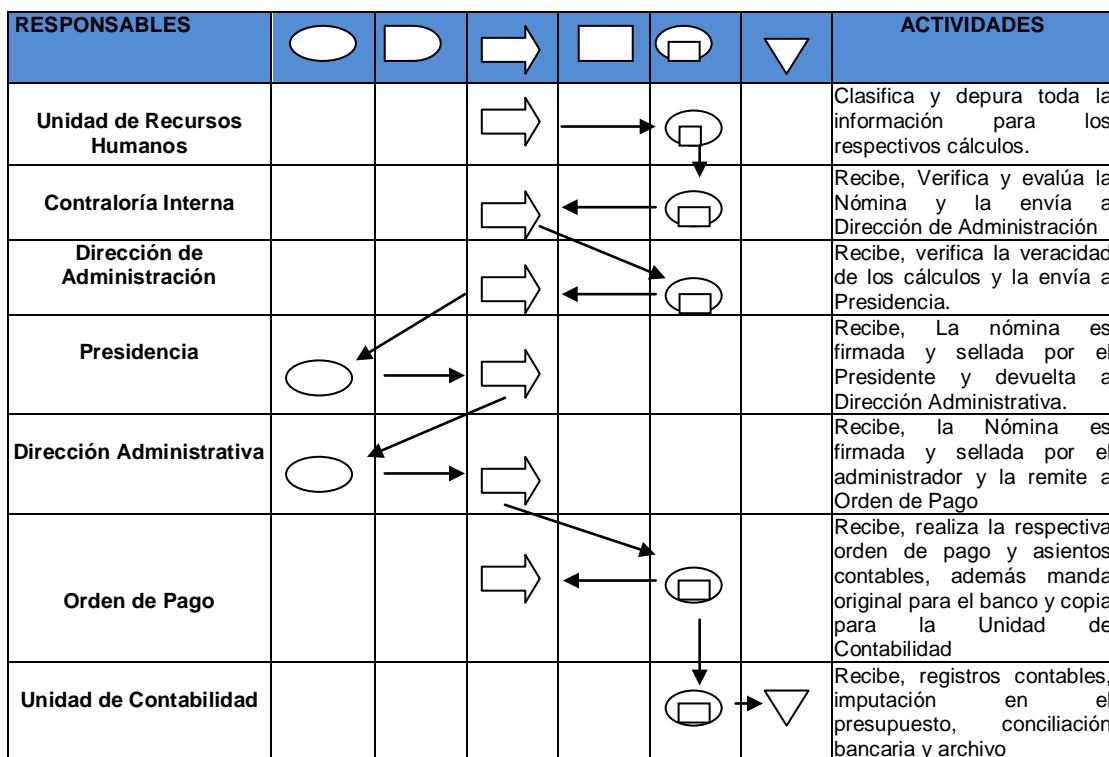 RESPONSABLES
ACTIVIDADES
Unidad de Recursos
Humanos
Clasifica y depura toda la
información para los
respectivos cálculos.
Contraloría Interna
Recibe, Verifica y evalúa la
Nómina y la envía a
Dirección de Administración
Dirección de
Administración
Recibe, verifica la veracidad
de los cálculos y la envía a
Presidencia.
Presidencia
Recibe, La nómina es
firmada y sellada por el
Presidente y devuelta a
Dirección Administrativa.
Dirección Administrativa
Recibe, la Nómina es
firmada y sellada por el
administrador y la remite a
Orden de Pago
Orden de Pago
Recibe, realiza la respectiva
orden de pago y asientos
contables, además manda
original para el banco y copia
para la Unidad de
Contabilidad
Unidad de Contabilidad
Recibe, registros contables,
imputación en el
presupuesto, conciliación
bancaria y archivo